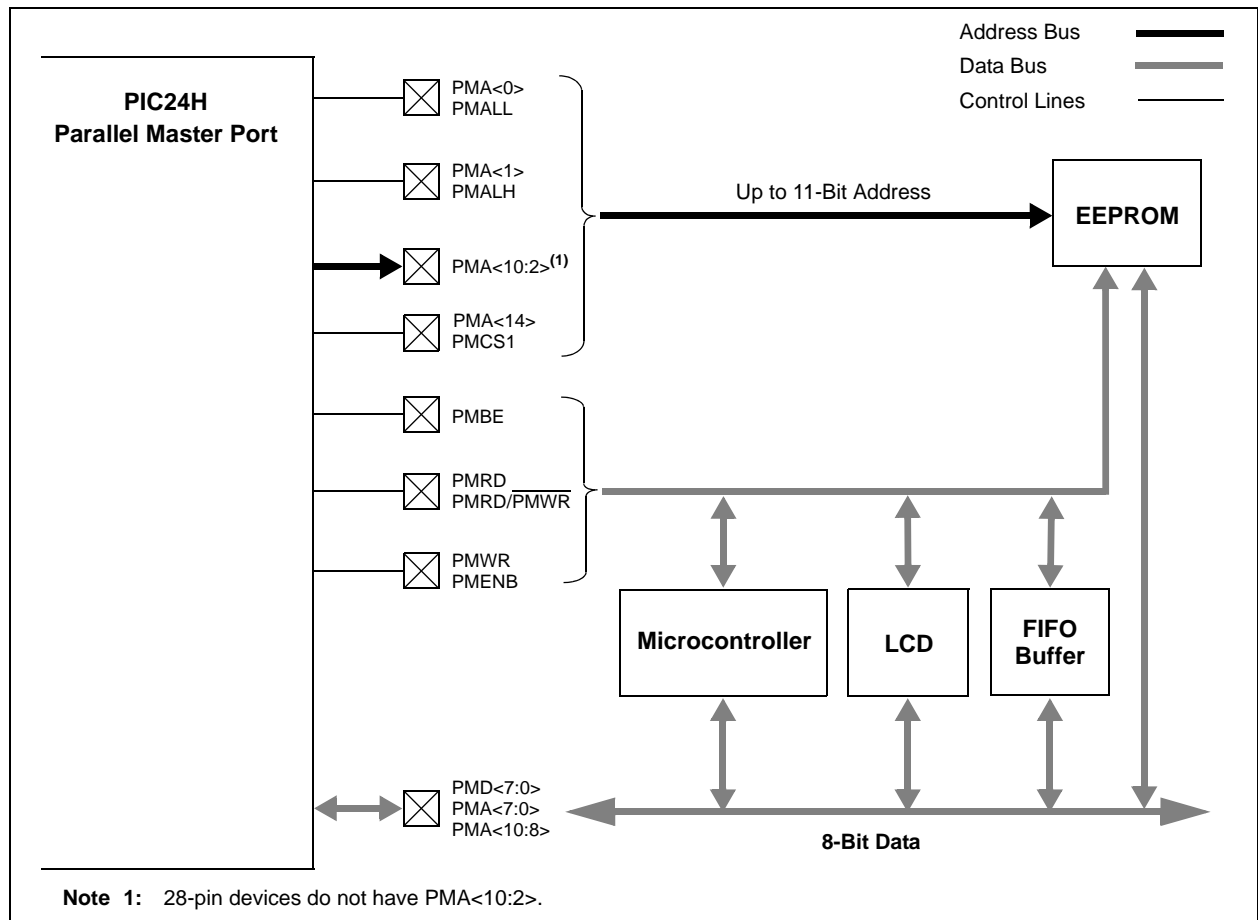 Address Bus
Data Bus
Control Lines
PIC24H
Parallel Master Port
PMA<0>
PMALL
PMA<1>
PMALH
PMA<10:2>(1)
PMA<14>
PMCS1
Up to 11-Bit Address
EEPROM
PMBE
PMRD
PMRD/PMWR
PMWR
PMENB
Microcontroller
LCD
FIFO
Buffer
PMD<7:0>
PMA<7:0>
PMA<10:8>
8-Bit Data
Note 1: 28-pin devices do not have PMA<10:2>.